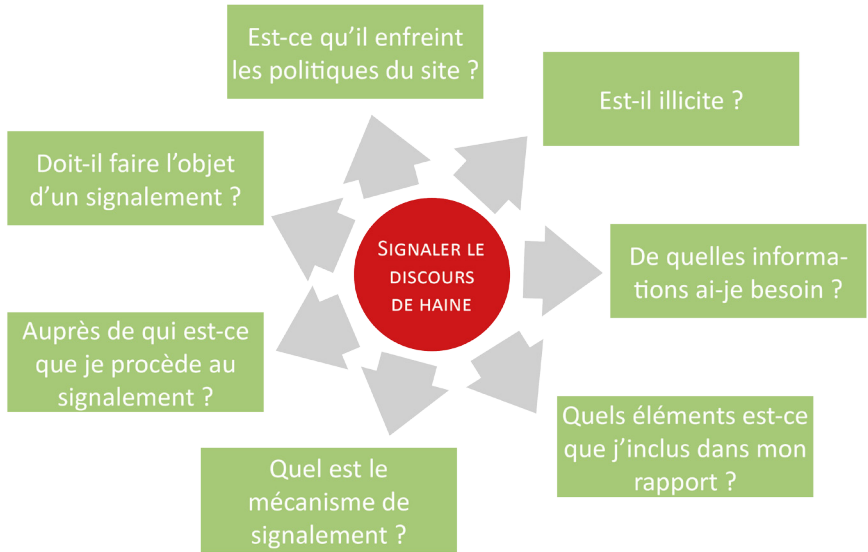 Est-ce qu’il enfreint
les politiques du site ?
Est-il illicite ?
Doit-il faire l’objet
d’un signalement ?
SIGNALER LE
DISCOURS
DE HAINE
De quelles informa-
tions ai-je besoin ?
Auprès de qui est-ce
que je procède au
signalement ?
Quels éléments est-ce
que j’inclus dans mon
rapport ?
Quel est le
mécanisme de
signalement ?